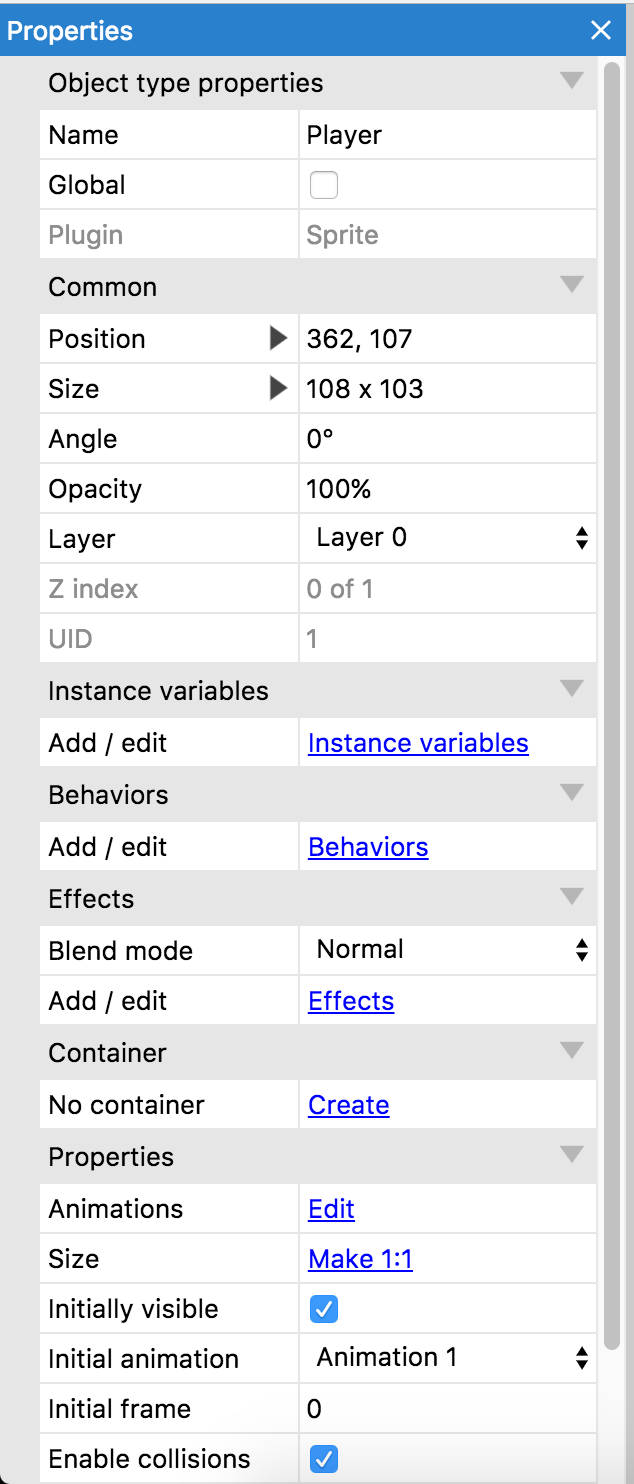 Properties
Object type properties
Name Player
Global
Plugin Sprite
Common
Position 362, 107
Size 108 x 103
Angle 0°
Opacity 100%
Layer Layer 0
Z index 0 of 1
UID 1
Instance variables
Add / edit Instance variables
Behaviors
Add / edit Behaviors
Effects
Blend mode Normal
Add / edit Effects
Container
No container Create
Properties
Animations Edit
Size Make 1:1
Initially visible
Initial animation Animation 1
Initial frame 0
Enable collisions